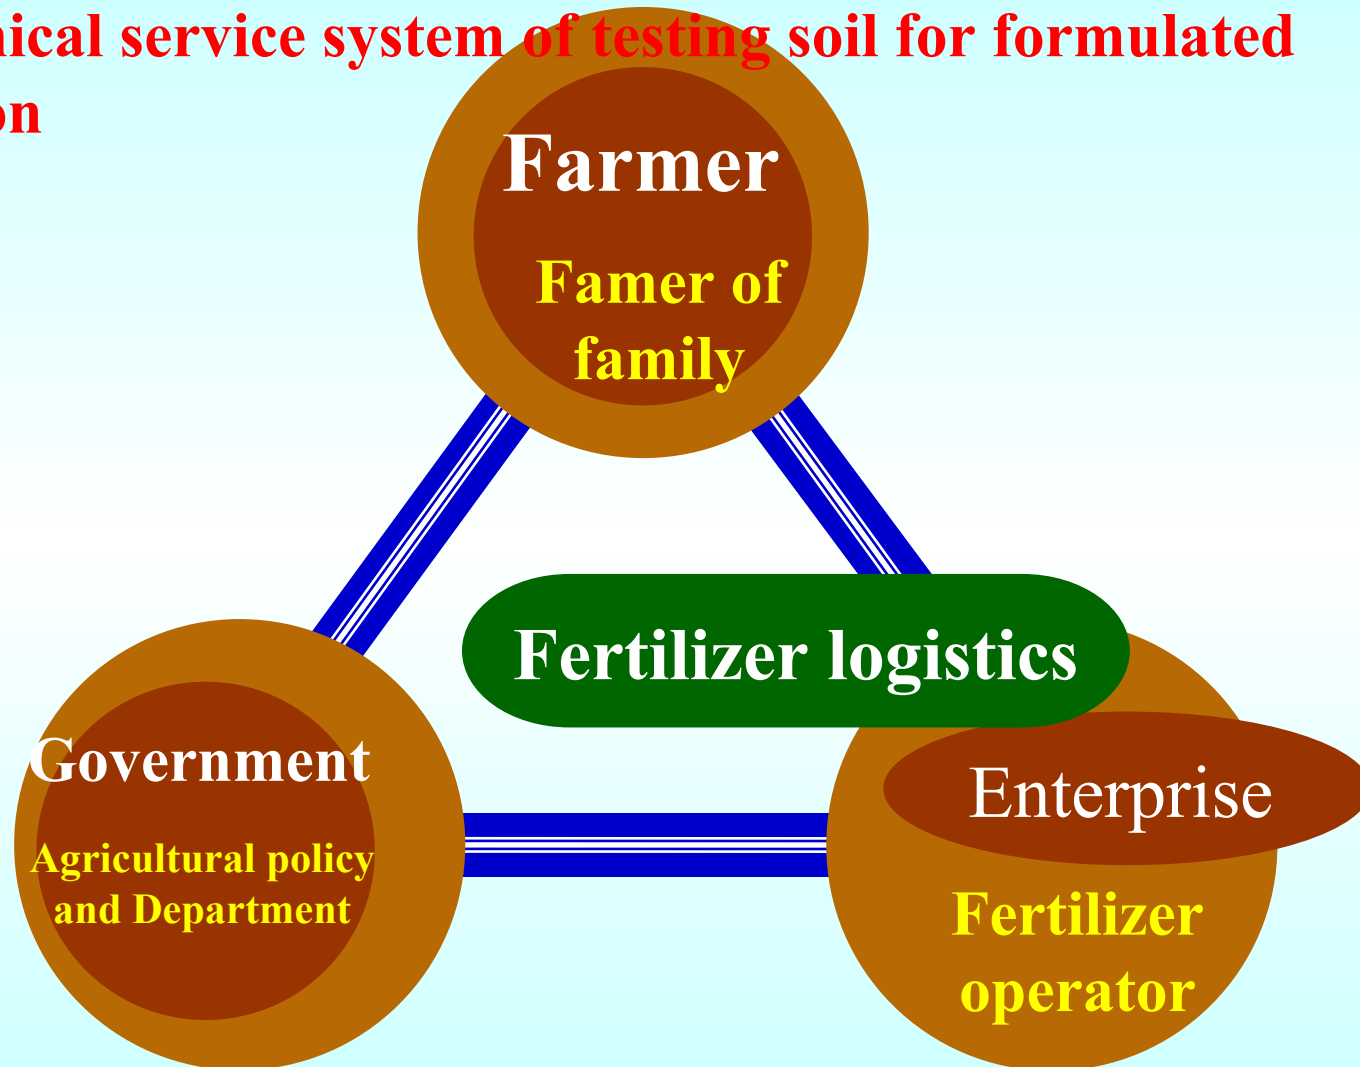 ical service system of testing soil for formulated
on
Farmer
Famer of
family
Fertilizer logistics
Government
Agricultural policy
and Department
Enterprise
Fertilizer
operator